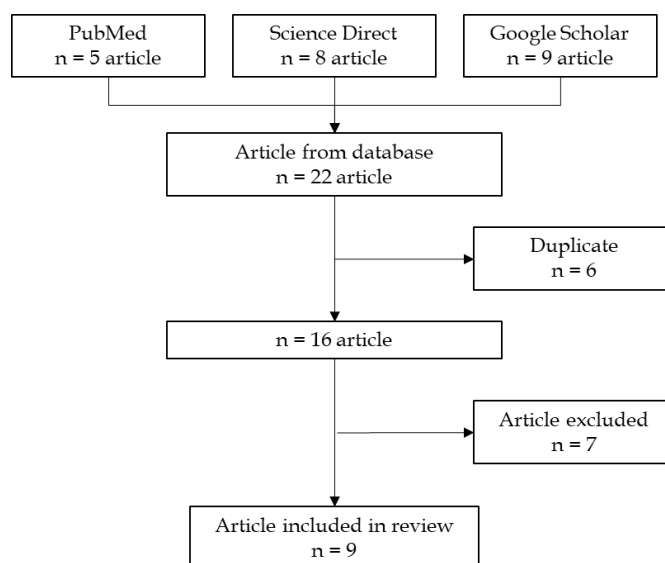 PubMed
n = 5 article
Science Direct
n = 8 article
Google Scholar
n = 9 article
Article from database
n = 22 article
Duplicate
n = 6
n = 16 article
Article excluded
n = 7
Article included in review
n = 9